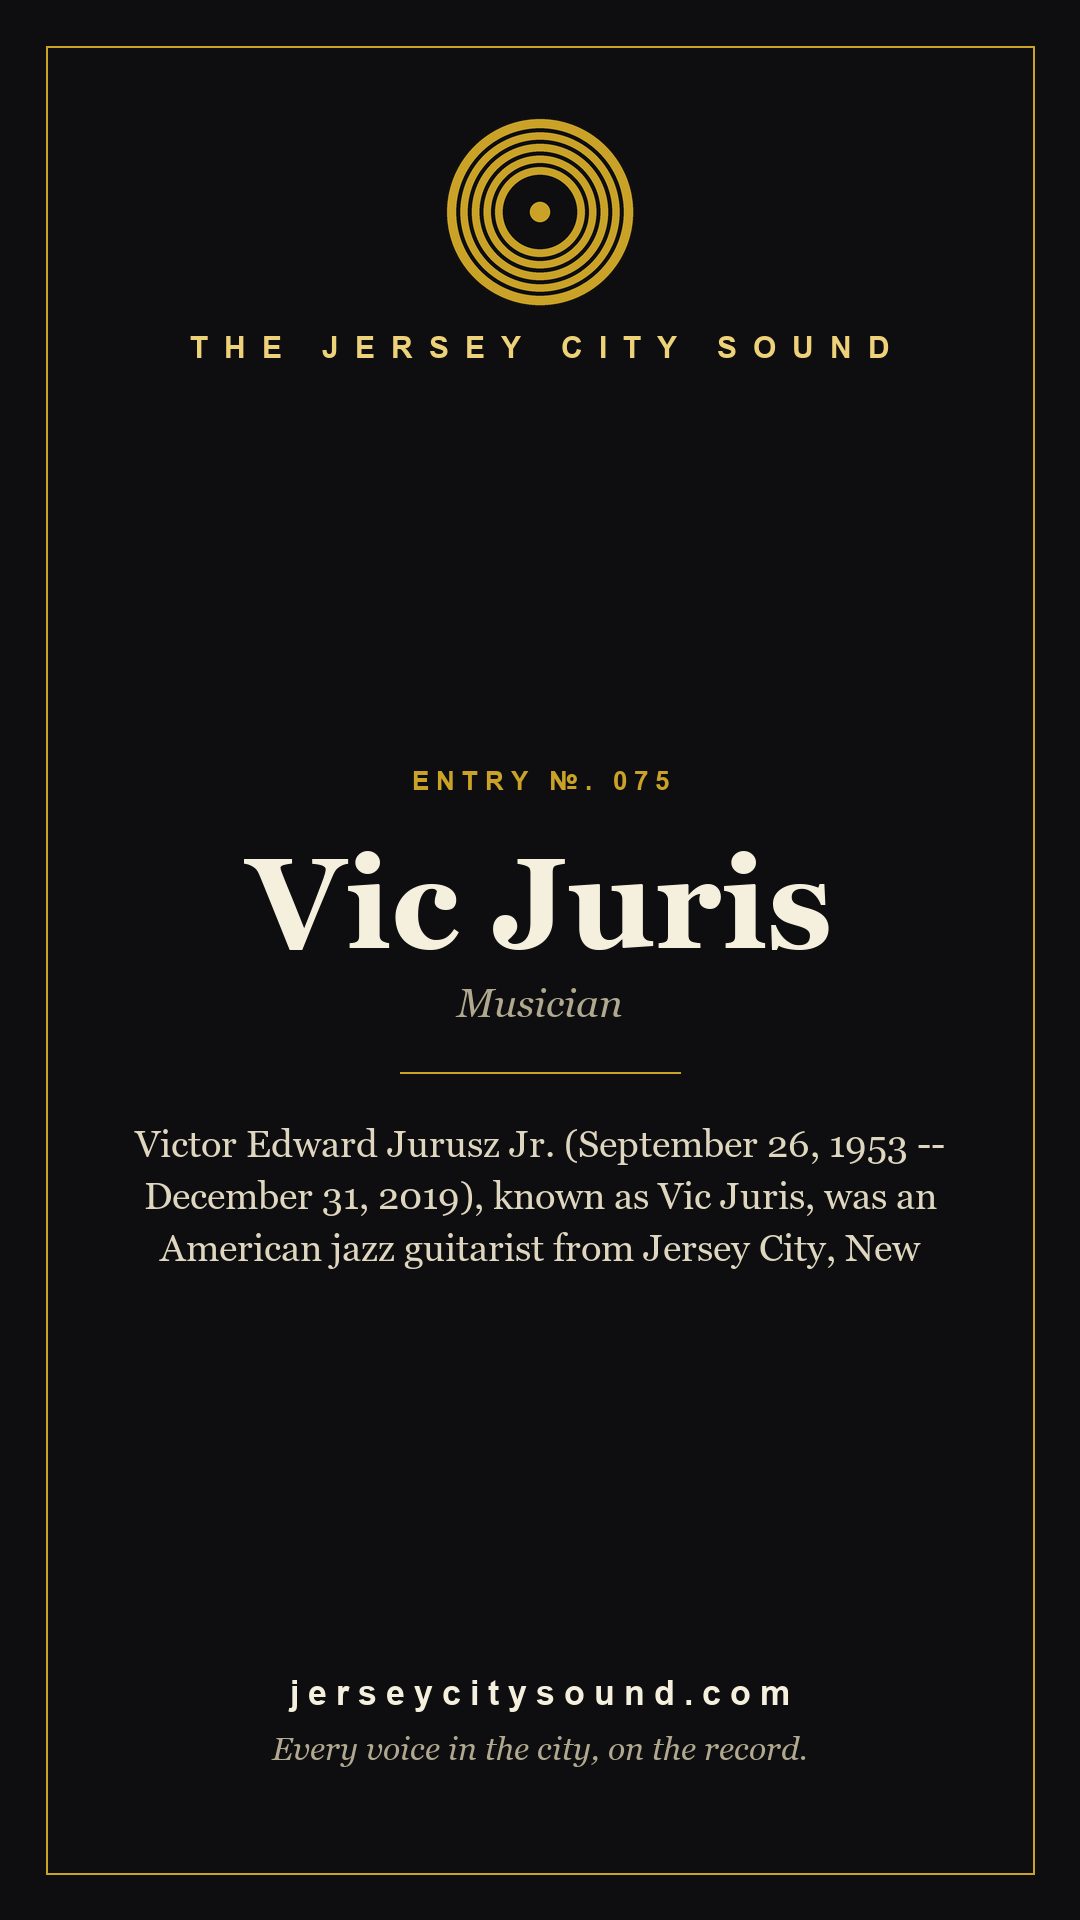 THE JERSEY CITY SOUND
ENTRY №. 075
Vic Juris
Musician
Victor Edward Jurusz Jr. (September 26, 1953 --
December 31, 2019), known as Vic Juris, was an
American jazz guitarist from Jersey City, New
jerseycitysound.com
Every voice in the city, on the record.